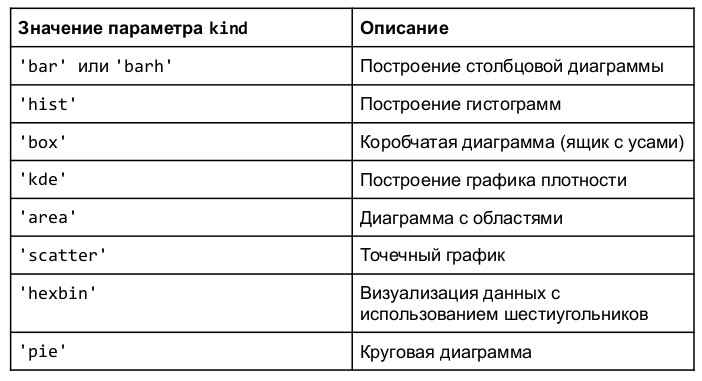 Значение параметра kind Описание
'bar' или 'barh' Построение столбцовой диаграммы
'hist' Построение гистограмм
'box' Коробчатая диаграмма (ящик с усами)
'kde' Построение графика плотности
'area' Диаграмма с областями
'scatter' Точечный график
'hexbin' Визуализация данных с
использованием шестиугольников
'pie' Круговая диаграмма